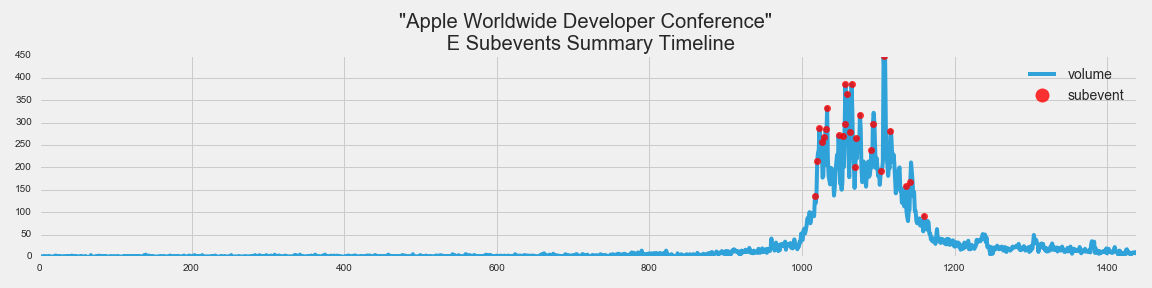 "Apple Worldwide Developer Conference"
E Subevents Summary Timeline
450
400
350
300
250
200
150
100
50
0
volume
subevent
0 200 400 600 800 1000 1200 1400